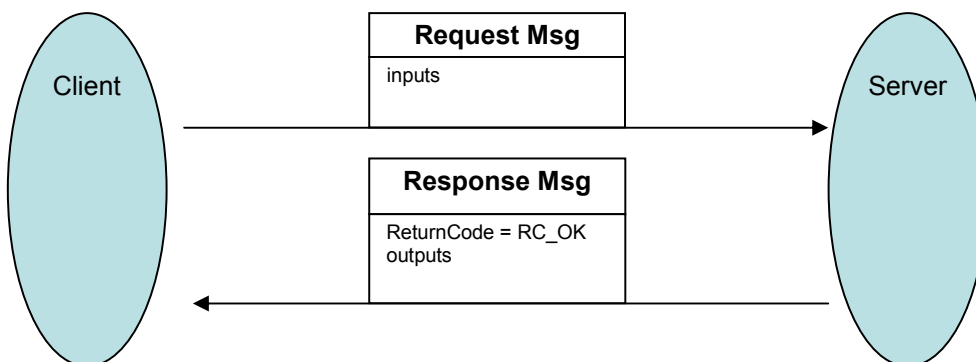 Request Msg
inputs
Client
Server
Response Msg
ReturnCode = RC_OK
outputs